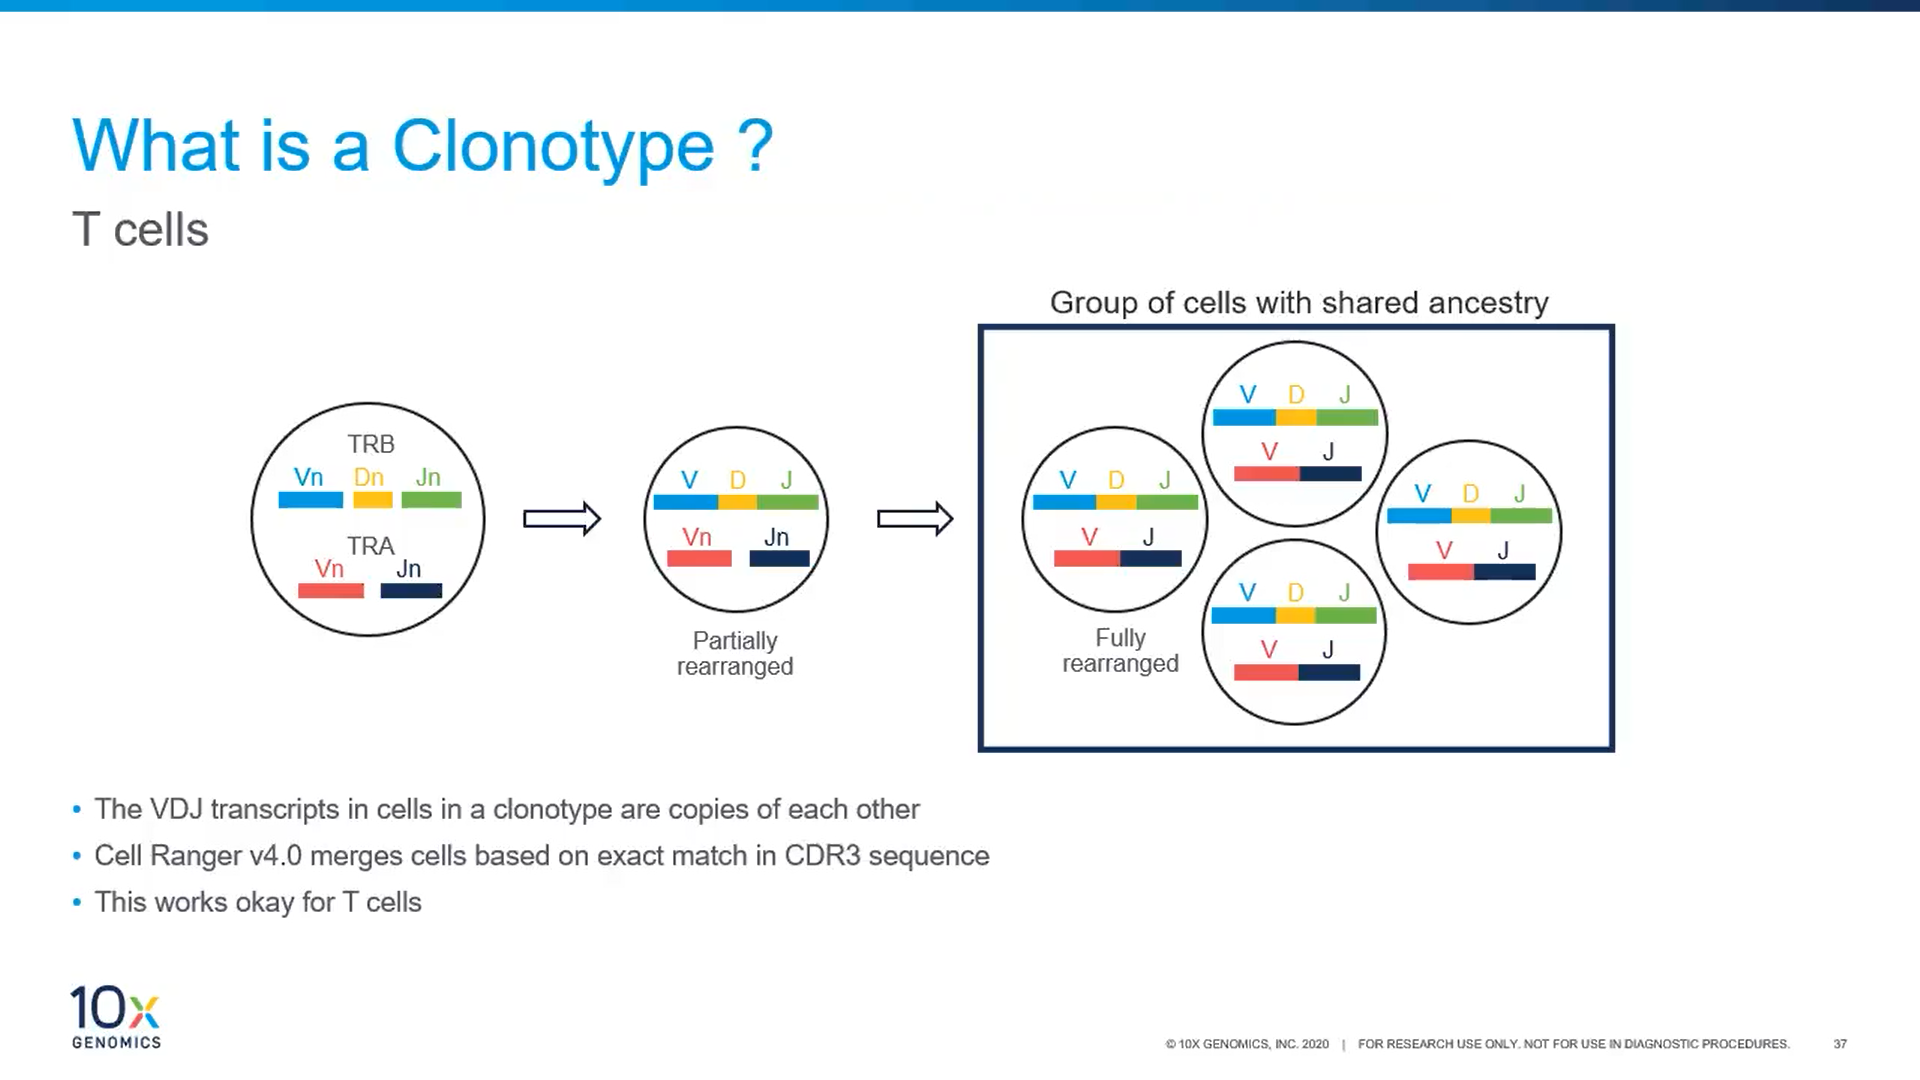 What is a Clonotype ?
T cells
Group of cells with shared ancestry
TRB
Vn Dn Jn
TRA
Vn Jn
V D J
Vn Jn
Partially
rearranged
V D J
V J
Fully
rearranged
V D J
V J
V D J
V J
V D J
V J
• The VDJ transcripts in cells in a clonotype are copies of each other
• Cell Ranger v4.0 merges cells based on exact match in CDR3 sequence
• This works okay for T cells
10x
GENOMICS
© 10X GENOMICS, INC. 2020 | FOR RESEARCH USE ONLY. NOT FOR USE IN DIAGNOSTIC PROCEDURES. 37